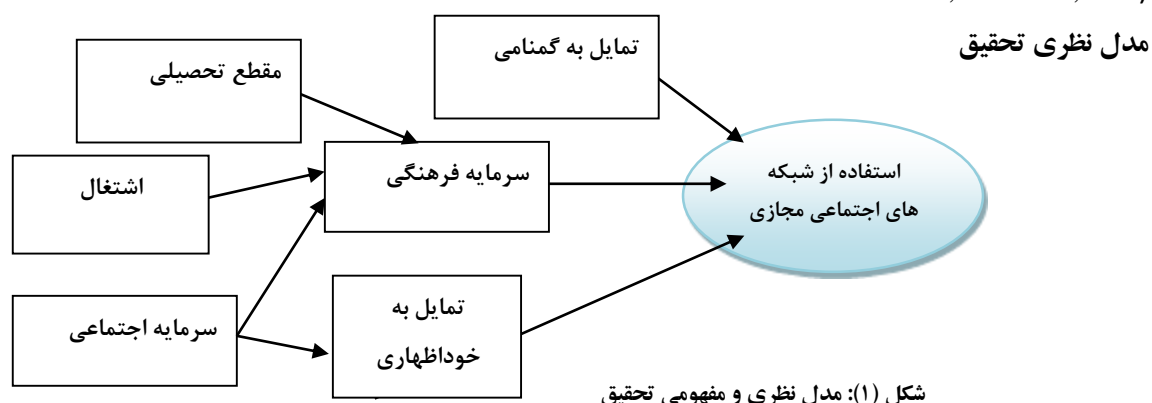 مدل نظری تحقیق
تمایل به گمنامی
مقطع تحصیلی
استفاده از شبکه
های اجتماعی مجازی
سرمایه فرهنگی
اشتغال
تمایل به
خوداظهاری
سرمایه اجتماعی
شکل (۱): مدل نظری و مفهومی تحقیق